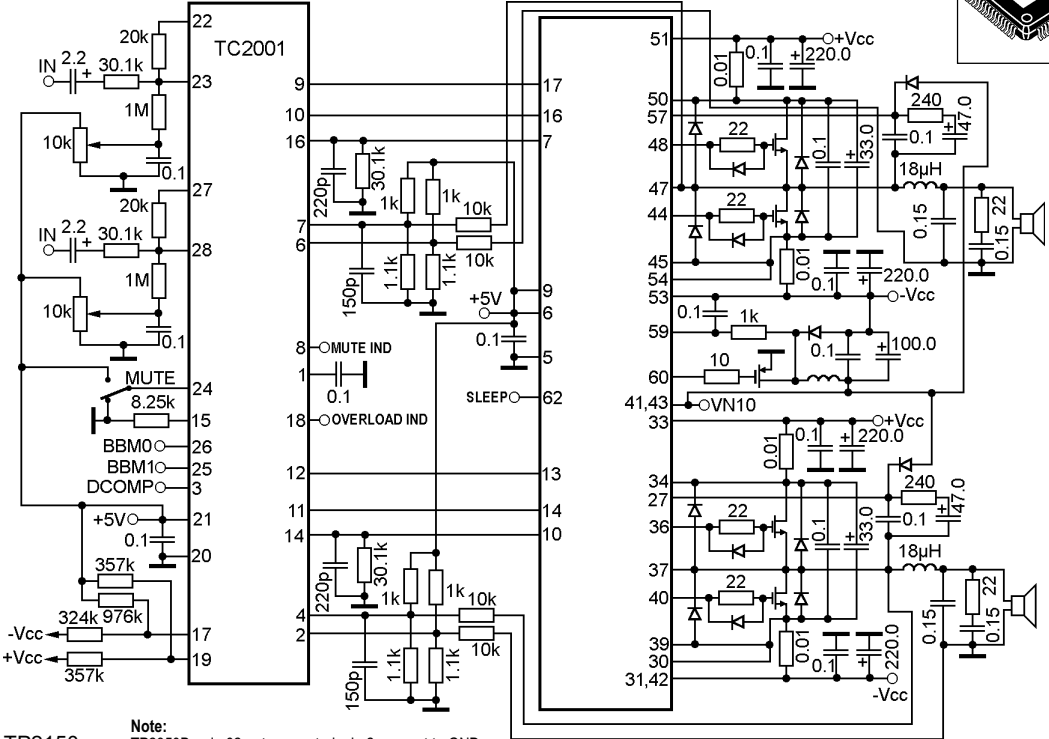 TC2001
22
20k
IN 2.2 + 30.1k
23
1M
10k
0.1
27
20k
IN 2.2 + 30.1k
28
1M
10k
0.1
MUTE
24
8.25k
15
BBM0
26
BBM1
25
DCOMP
3
+5V
21
0.1
20
357k
976k
324k
-Vcc
17
+Vcc
19
357k
9
10
16
220p
30.1k
1k
1k
10k
7
6
10k
150p
1.1k
1.1k
8
MUTE IND
1
0.1
18
OVERLOAD IND
12
11
14
220p
30.1k
1k
1k
10k
4
2
10k
150p
1.1k
1.1k
17
16
7
9
+5V
6
0.1
5
SLEEP
62
13
14
10
51
+Vcc
0.01
0.1
+
220.0
50
57
240
47.0
+
0.1
48
22
0.1
+
33.0
47
18µH
44
22
0.15
22
0.15
45
54
0.01
0.1
+
220.0
53
-Vcc
0.1
59
1k
0.1
+
100.0
60
10
41,43
VN10
33
+Vcc
0.01
0.1
+
220.0
34
27
240
47.0
+
0.1
36
22
0.1
+
33.0
37
18µH
40
22
0.15
22
0.15
39
30
0.01
0.1
+
220.0
31,42
-Vcc
Note: